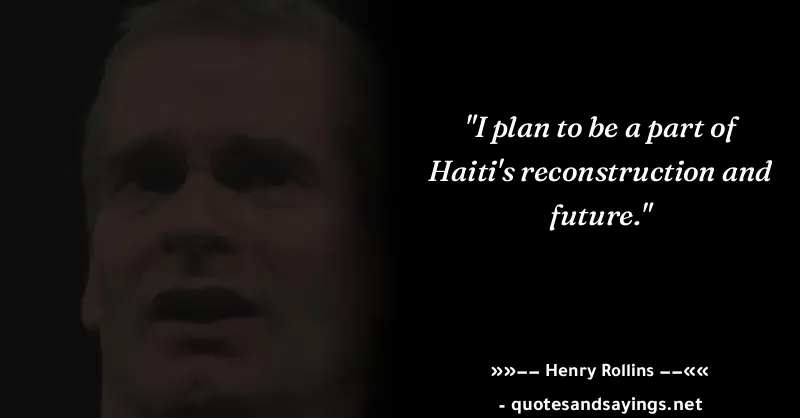 "I plan to be a part of
Haiti's reconstruction and
future."
»»−− Henry Rollins −−««
- quotesandsayings.net